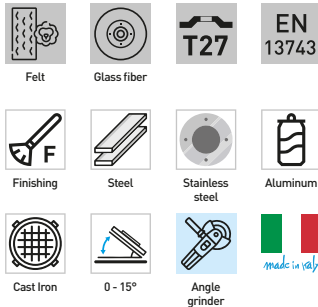 T27
EN
13743
Felt
Glass fiber
F
Finishing
Steel
Stainless
steel
Aluminum
Cast Iron
0 - 15°
Angle
grinder
made in italy